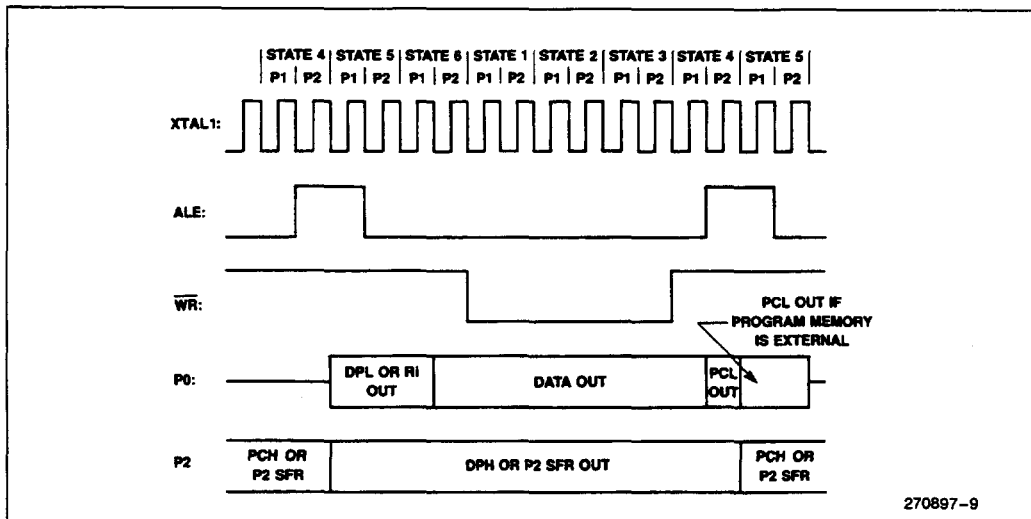 STATE 4 STATE 5 STATE 6 STATE 1 STATE 2 STATE 3 STATE 4 STATE 5
P1 P2 P1 P2 P1 P2 P1 P2 P1 P2 P1 P2 P1 P2 P1 P2
XTAL1:
ALE:
WR:
PCL OUT IF
PROGRAM MEMORY
IS EXTERNAL
P0:
DPL OR Ri
OUT
DATA OUT
PCL
OUT
P2
PCH OR
P2 SFR
DPH OR P2 SFR OUT
PCH OR
P2 SFR
270897-9